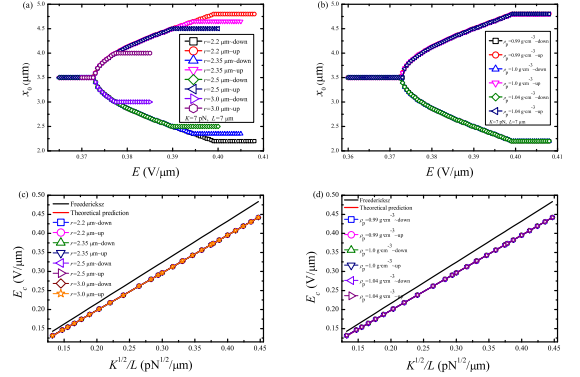 (a)
5.0
4.5
4.0
3.5
3.0
2.5
2.0
x₀ (μm)
0.37
0.38
0.39
0.40
0.41
E (V/μm)
r=2.2 μm-down
r=2.2 μm-up
r=2.35 μm-down
r=2.35 μm-up
r=2.5 μm-down
r=2.5 μm-up
r=3.0 μm-down
r=3.0 μm-up
K=7 pN, L=7 μm
(b)
5.0
4.5
4.0
3.5
3.0
2.5
2.0
x₀ (μm)
0.36
0.37
0.38
0.39
0.40
0.41
E (V/μm)
ρₚ=0.99 g·cm⁻³-down
ρₚ=0.99 g·cm⁻³-up
ρₚ=1.0 g·cm⁻³-down
ρₚ=1.0 g·cm⁻³-up
ρₚ=1.04 g·cm⁻³-down
ρₚ=1.04 g·cm⁻³-up
K=7 pN, L=7 μm
(c)
0.50
0.45
0.40
0.35
0.30
0.25
0.20
0.15
E_c (V/μm)
0.15
0.20
0.25
0.30
0.35
0.40
0.45
K^1/2/L (pN^1/2/μm)
Freedericksz
Theoretical prediction
r=2.2 μm-down
r=2.2 μm-up
r=2.35 μm-down
r=2.35 μm-up
r=2.5 μm-down
r=2.5 μm-up
r=3.0 μm-down
r=3.0 μm-up
(d)
0.50
0.45
0.40
0.35
0.30
0.25
0.20
0.15
E_c (V/μm)
0.15
0.20
0.25
0.30
0.35
0.40
0.45
K^1/2/L (pN^1/2/μm)
Freedericksz
Theoretical prediction
ρₚ=0.99 g·cm⁻³-down
ρₚ=0.99 g·cm⁻³-up
ρₚ=1.0 g·cm⁻³-down
ρₚ=1.0 g·cm⁻³-up
ρₚ=1.04 g·cm⁻³-down
ρₚ=1.04 g·cm⁻³-up